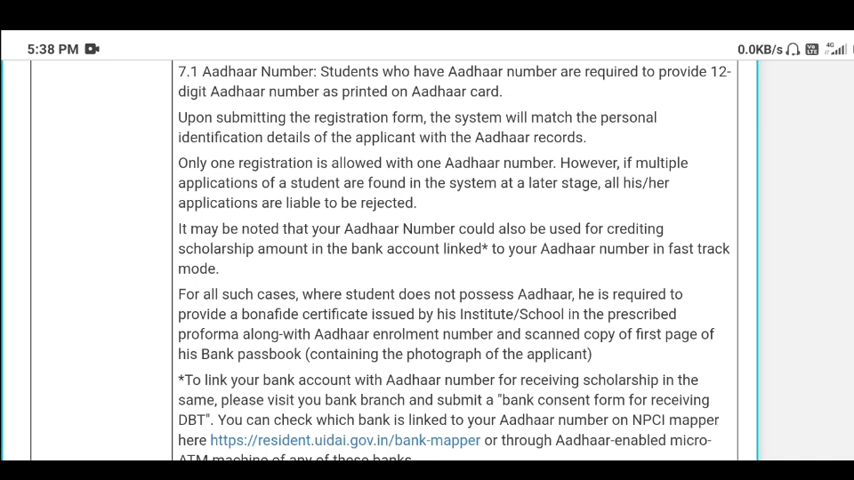 5:38 PM
0.0KB/s
4G
7.1 Aadhaar Number: Students who have Aadhaar number are required to provide 12-
digit Aadhaar number as printed on Aadhaar card.
Upon submitting the registration form, the system will match the personal
identification details of the applicant with the Aadhaar records.
Only one registration is allowed with one Aadhaar number. However, if multiple
applications of a student are found in the system at a later stage, all his/her
applications are liable to be rejected.
It may be noted that your Aadhaar Number could also be used for crediting
scholarship amount in the bank account linked* to your Aadhaar number in fast track
mode.
For all such cases, where student does not possess Aadhaar, he is required to
provide a bonafide certificate issued by his Institute/School in the prescribed
proforma along-with Aadhaar enrolment number and scanned copy of first page of
his Bank passbook (containing the photograph of the applicant)
*To link your bank account with Aadhaar number for receiving scholarship in the
same, please visit you bank branch and submit a "bank consent form for receiving
DBT". You can check which bank is linked to your Aadhaar number on NPCI mapper
here https://resident.uidai.gov.in/bank-mapper or through Aadhaar-enabled micro-
ATM machine of any of these banks